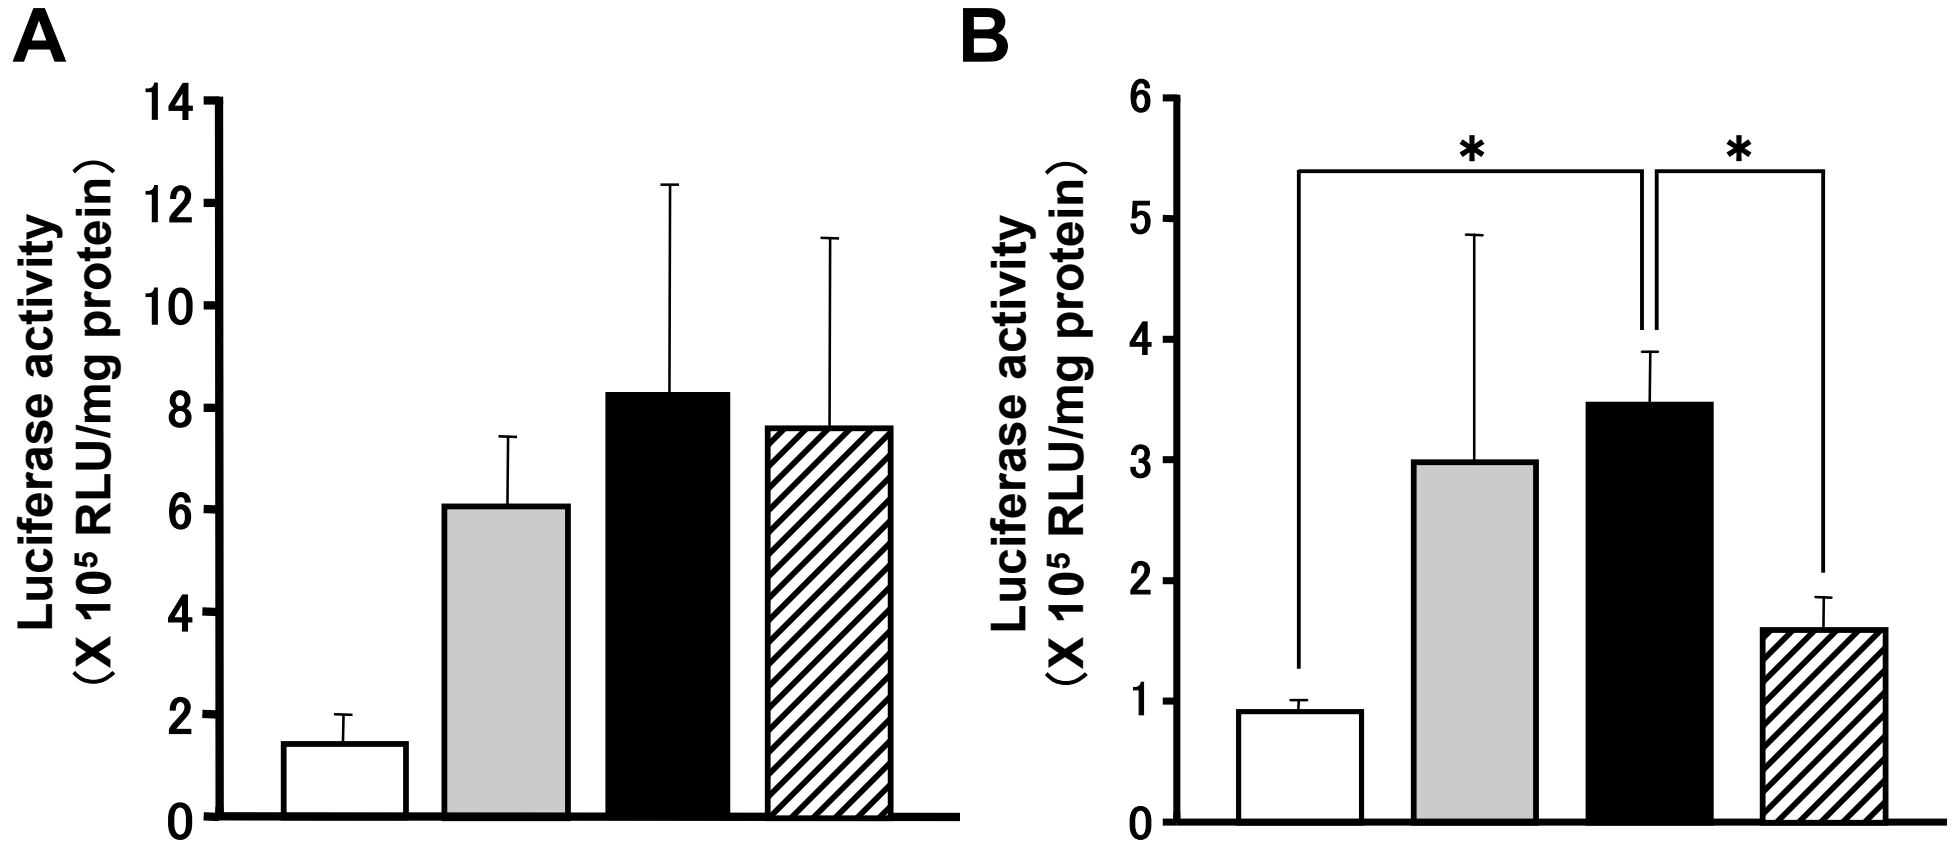 A
14
12
10
8
6
4
2
0
Luciferase activity
(X 10⁵ RLU/mg protein)
B
6
5
4
3
2
1
0
Luciferase activity
(X 10⁵ RLU/mg protein)
* *